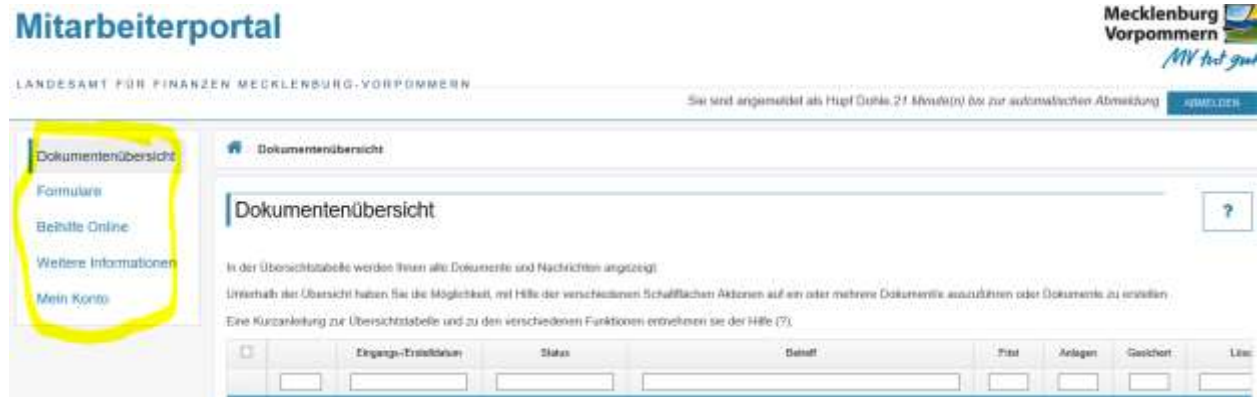 Mitarbeiterportal
Mecklenburg
Vorpommern
MV tut gut
LANDESAMT FÜR FINANZEN MECKLENBURG-VORPOMMERN
Sie sind angemeldet als Hupf Dohle. 21 Minute(n) bis zur automatischen Abmeldung
ABMELDEN
Dokumentenübersicht
Formulare
Beihilfe Online
Weitere Informationen
Mein Konto
Dokumentenübersicht
Dokumentenübersicht
?
In der Übersichtstabelle werden Ihnen alle Dokumente und Nachrichten angezeigt
Unterhalb der Übersicht haben Sie die Möglichkeit, mit Hilfe der verschiedenen Schaltflächen Aktionen auf ein oder mehrere Dokumente auszuführen oder Dokumente zu erstellen
Eine Kurzanleitung zur Übersichtstabelle und zu den verschiedenen Funktionen entnehmen sie der Hilfe (?).
Eingangs-/Erstelldatum Status Betreff Frist Anlagen Gesichert